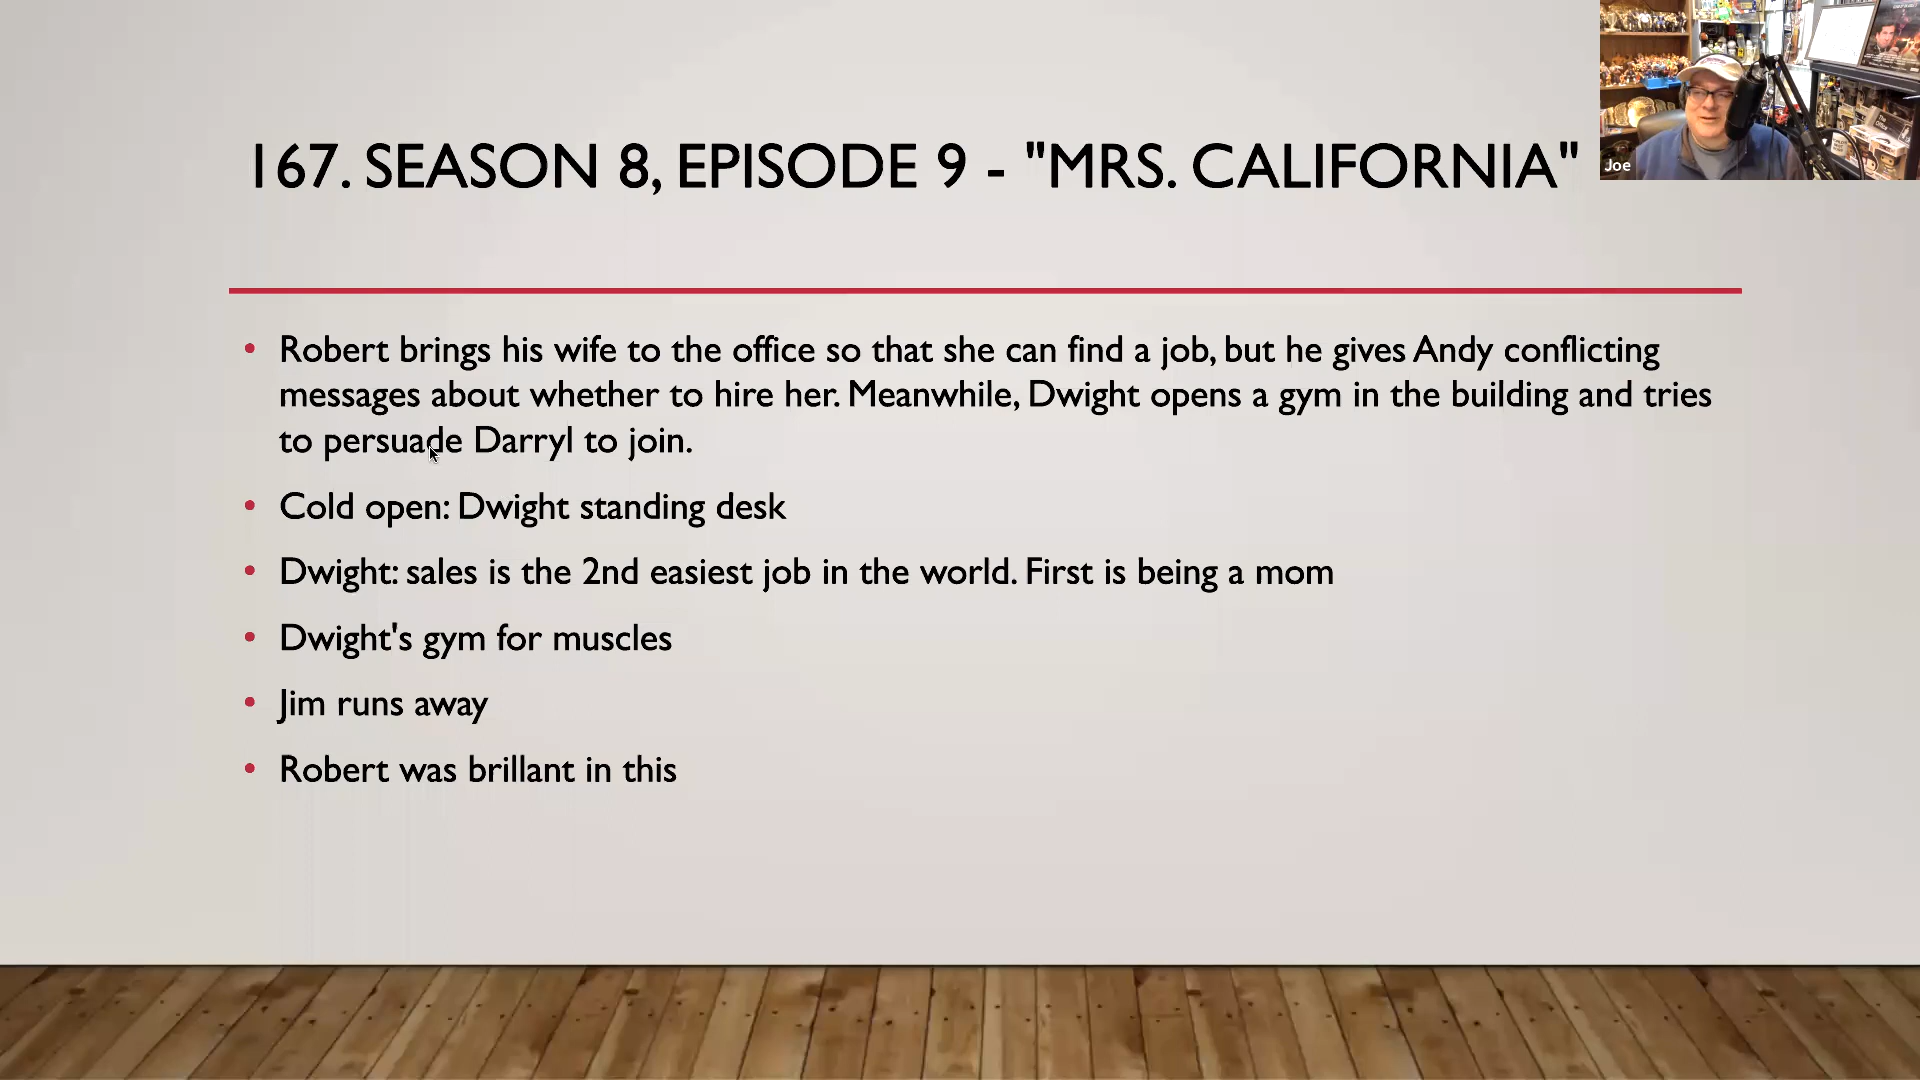 167. SEASON 8, EPISODE 9 - "MRS. CALIFORNIA"
Joe
• Robert brings his wife to the office so that she can find a job, but he gives Andy conflicting
messages about whether to hire her. Meanwhile, Dwight opens a gym in the building and tries
to persuade Darryl to join.
• Cold open: Dwight standing desk
• Dwight: sales is the 2nd easiest job in the world. First is being a mom
• Dwight's gym for muscles
• Jim runs away
• Robert was brillant in this